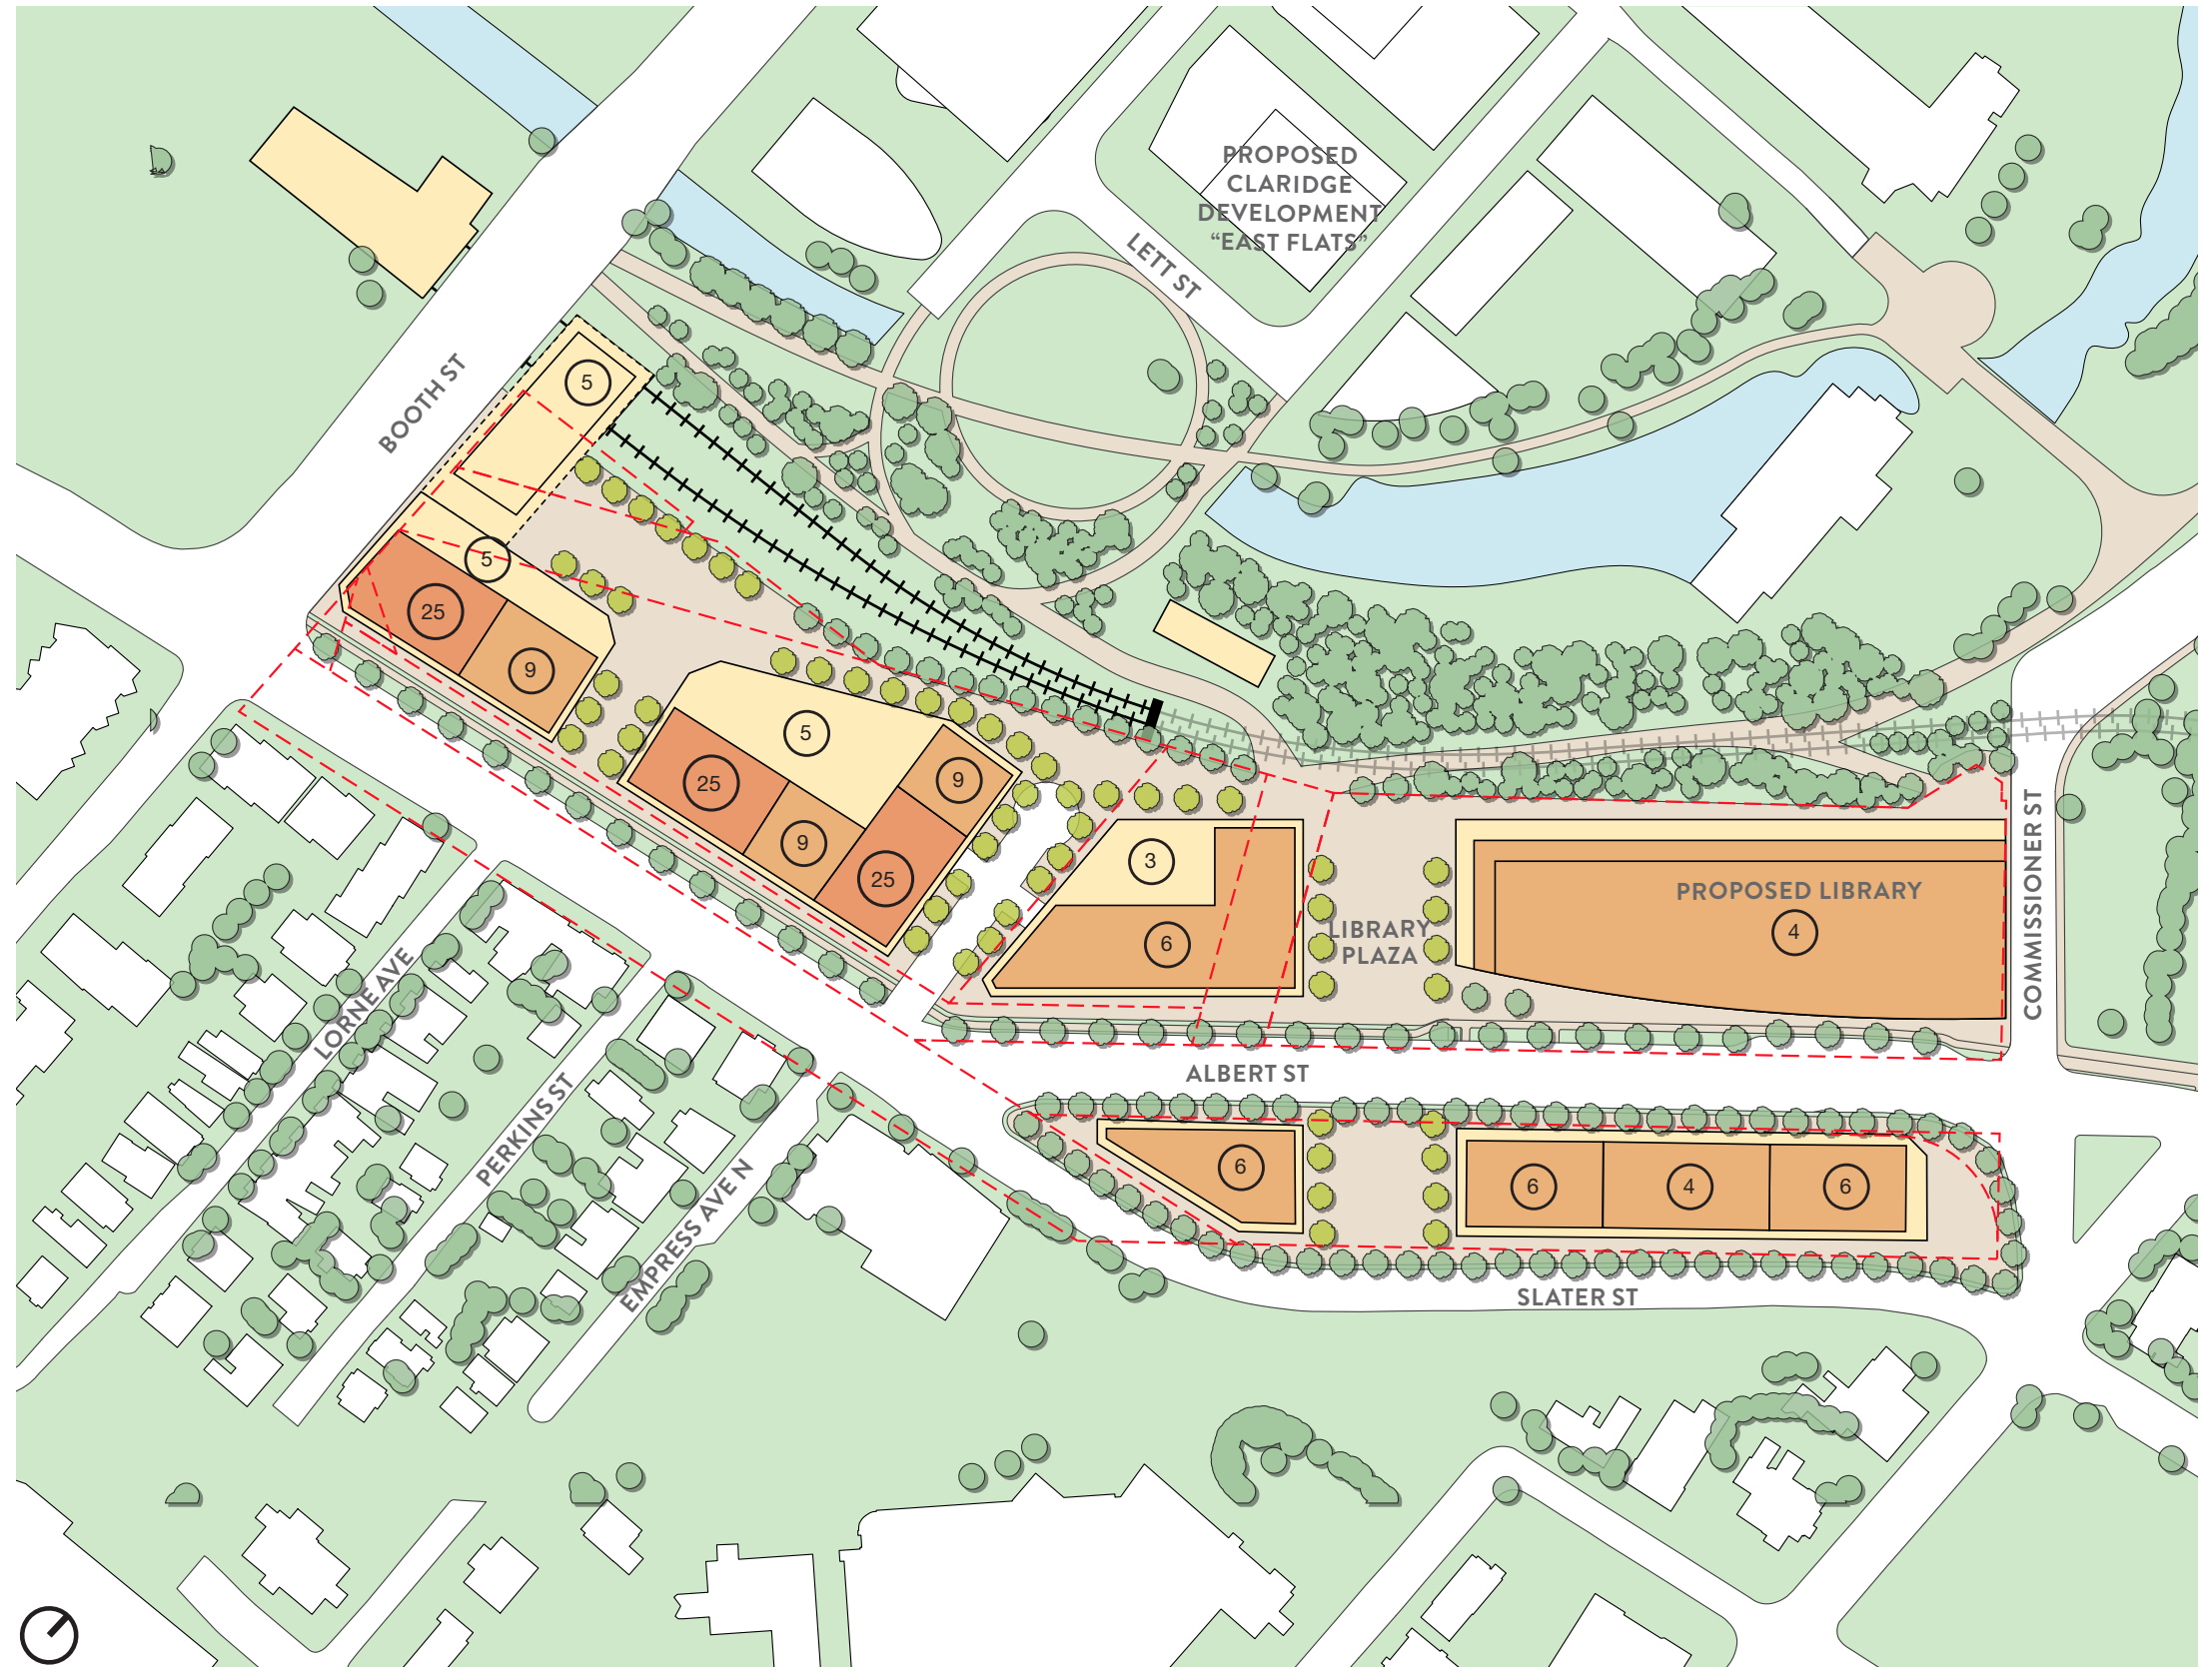 PROPOSED
CLARIDGE
DEVELOPMENT
“EAST FLATS”
LETT ST
BOOTH ST
5
5
25
9
5
25
9
9
25
3
6
LIBRARY
PLAZA
PROPOSED LIBRARY
4
COMMISSIONER ST
LORNE AVE
PERKINS ST
EMPRESS AVE N
ALBERT ST
6
6
4
6
SLATER ST